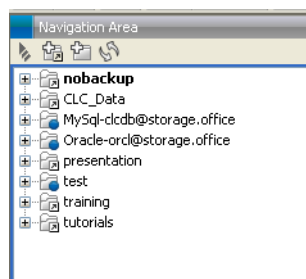 Navigation Area
nobackup
CLC_Data
MySql-clcdb@storage.office
Oracle-orcl@storage.office
presentation
test
training
tutorials